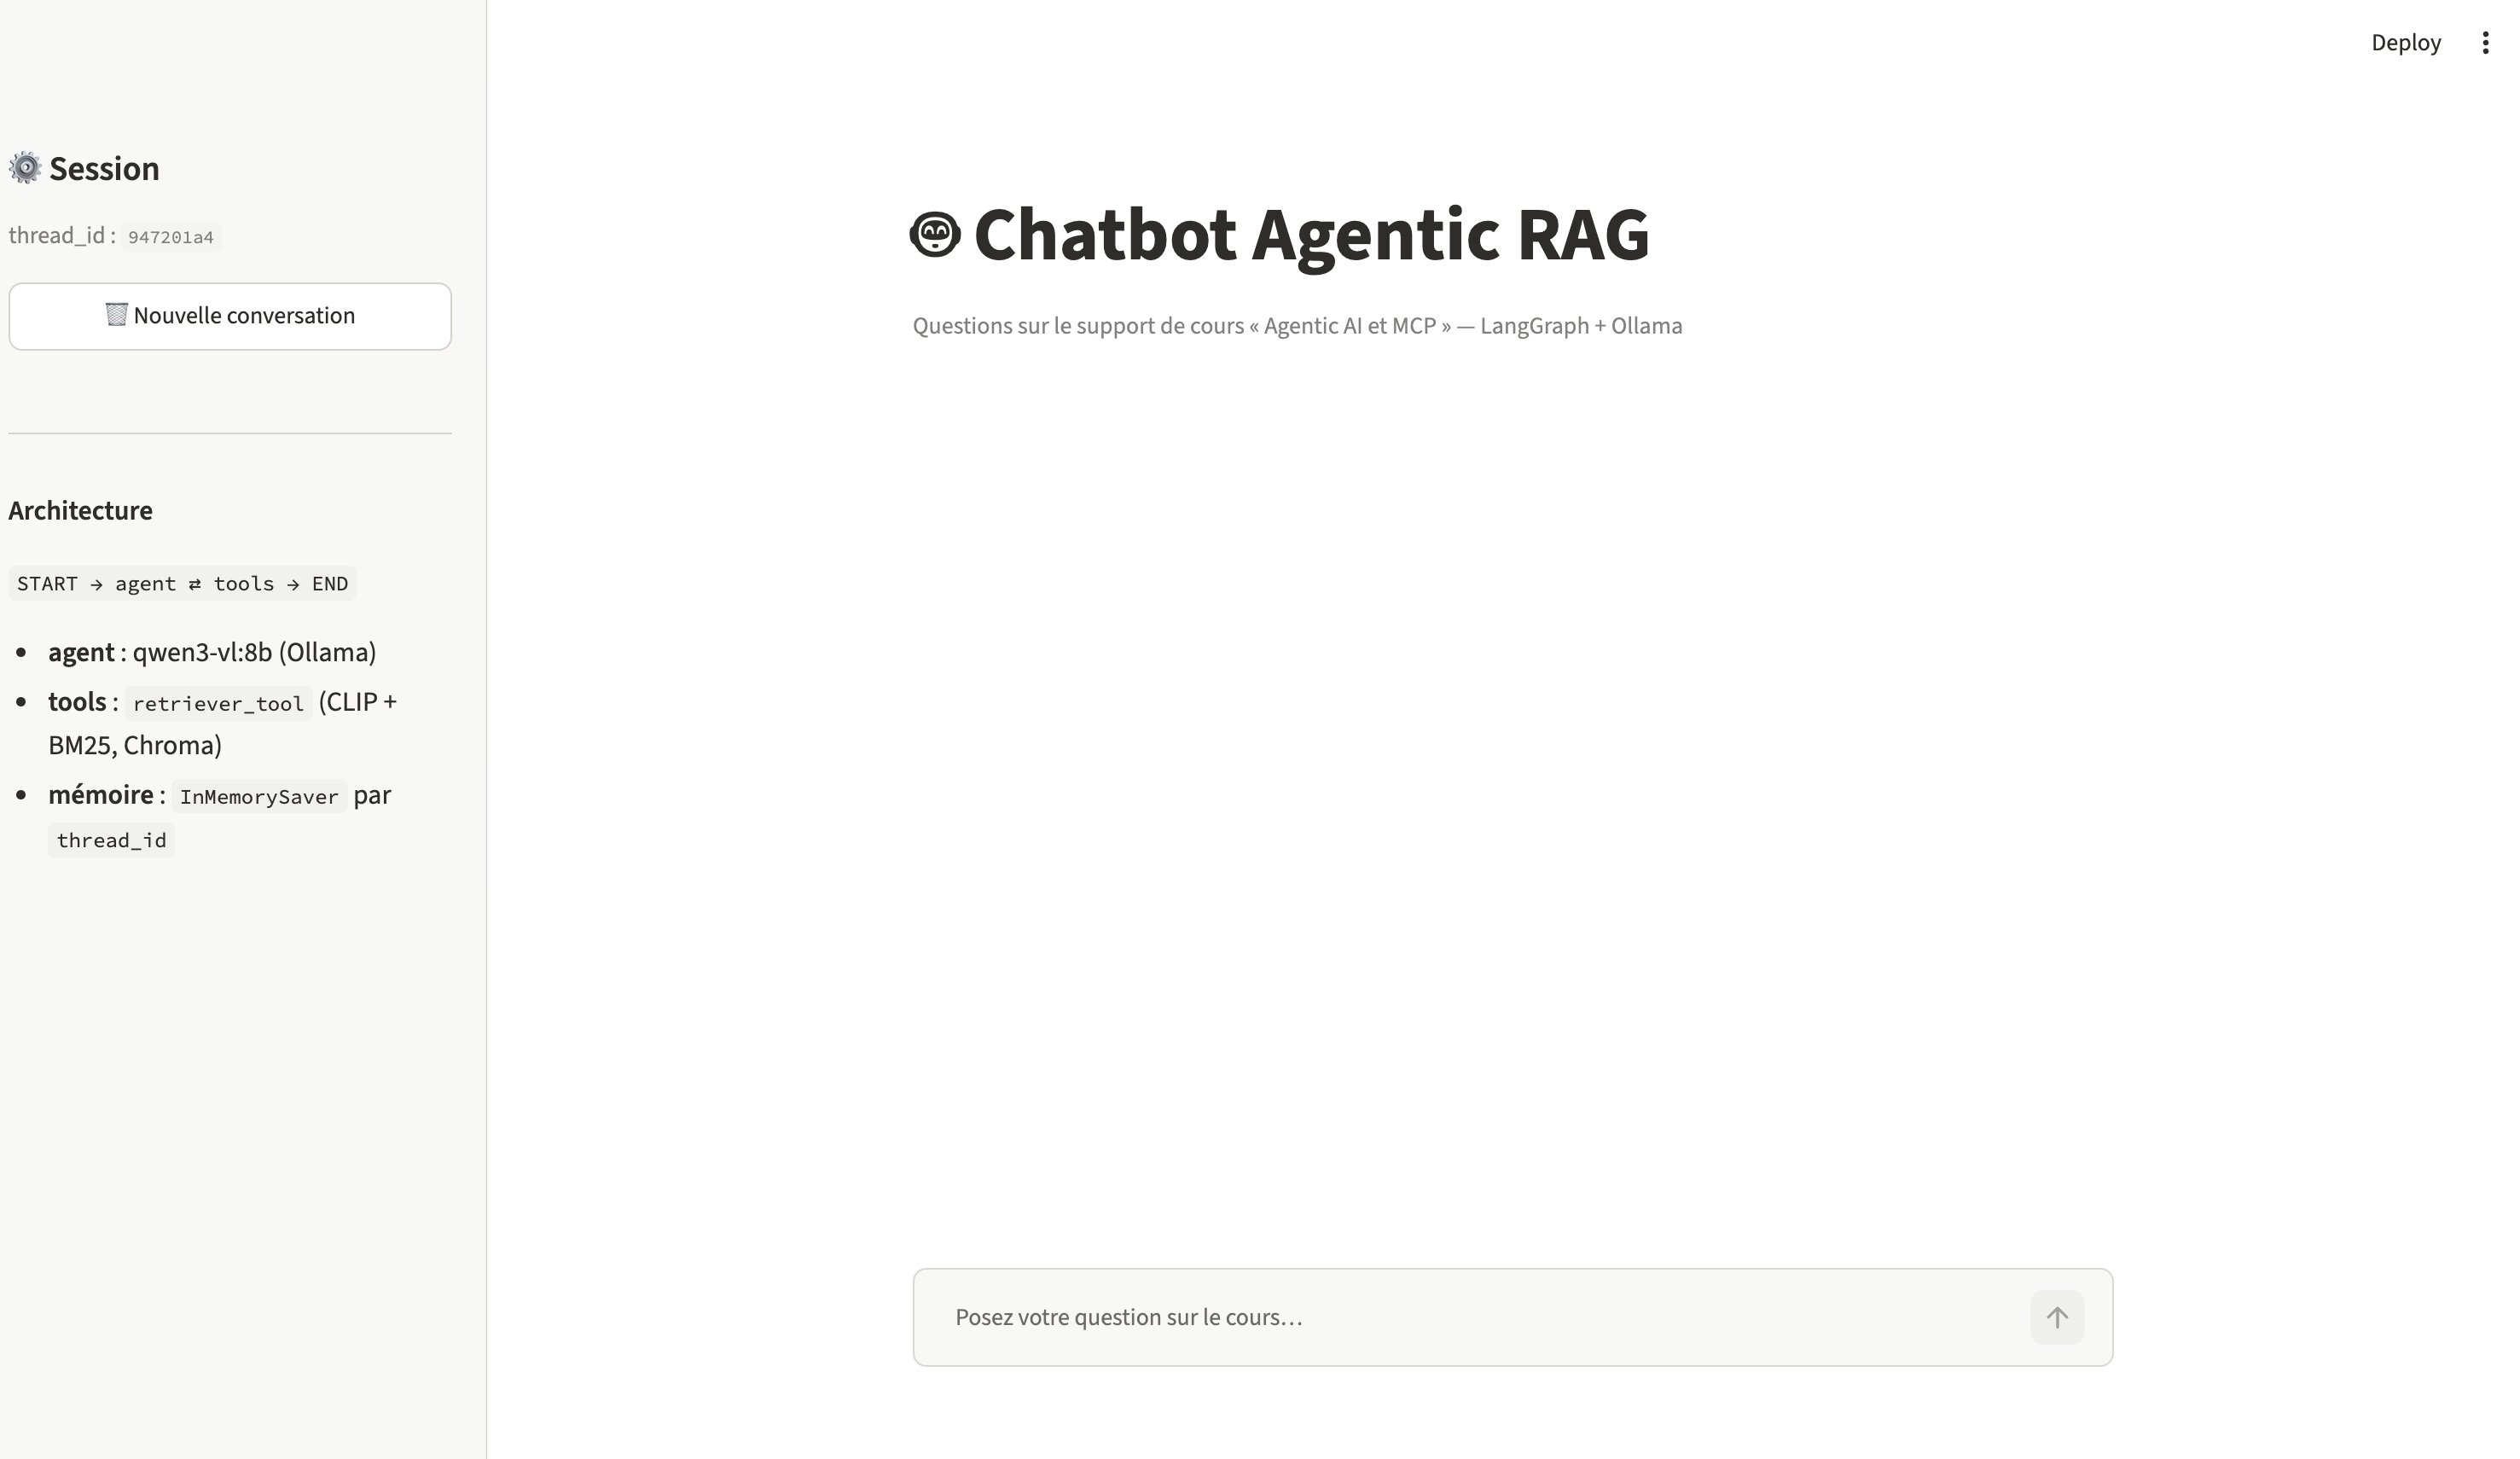 Deploy
Session
thread_id : 947201a4
Nouvelle conversation
Architecture
START → agent ⇄ tools → END
agent : qwen3-vl:8b (Ollama)
tools : retriever_tool (CLIP +
BM25, Chroma)
mémoire : InMemorySaver par
thread_id
Chatbot Agentic RAG
Questions sur le support de cours « Agentic AI et MCP » — LangGraph + Ollama
Posez votre question sur le cours…